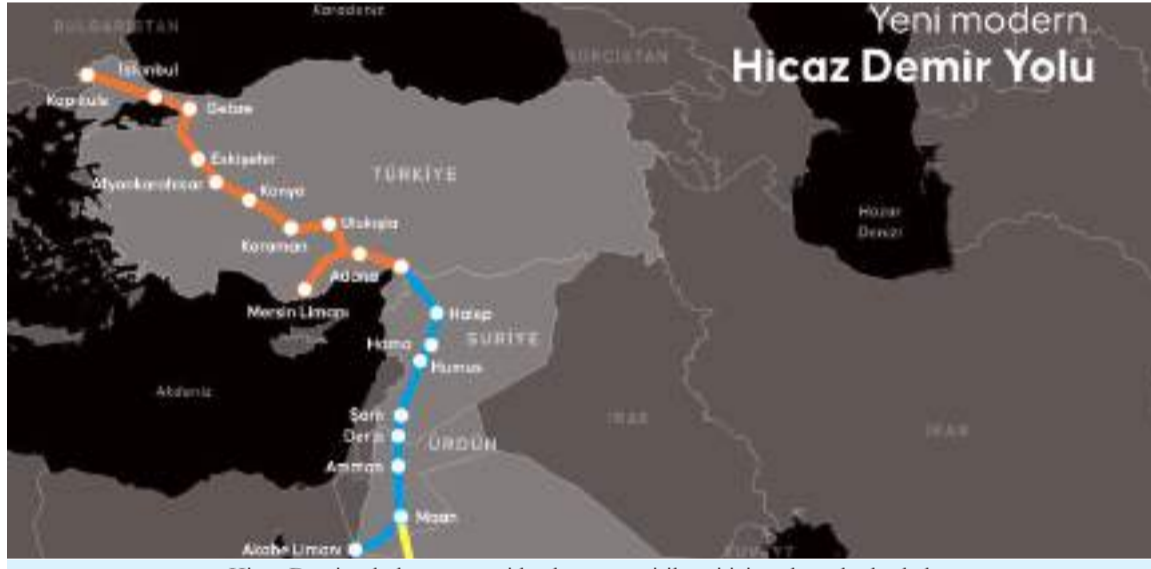 Yeni modern
Hicaz Demir Yolu
BULGARİSTAN
Karadeniz
GÜRCİSTAN
İstanbul
Kapıkule
Gebze
Eskişehir
Afyonkarahisar
Konya
TÜRKİYE
Ulukışla
Karaman
Adana
Mersin Limanı
Hazar
Denizi
Halep
SURİYE
Hama
Humus
Akdeniz
Şam
Dera
ÜRDÜN
Amman
IRAK
İRAN
Maan
Akabe Limanı
KUVEYT